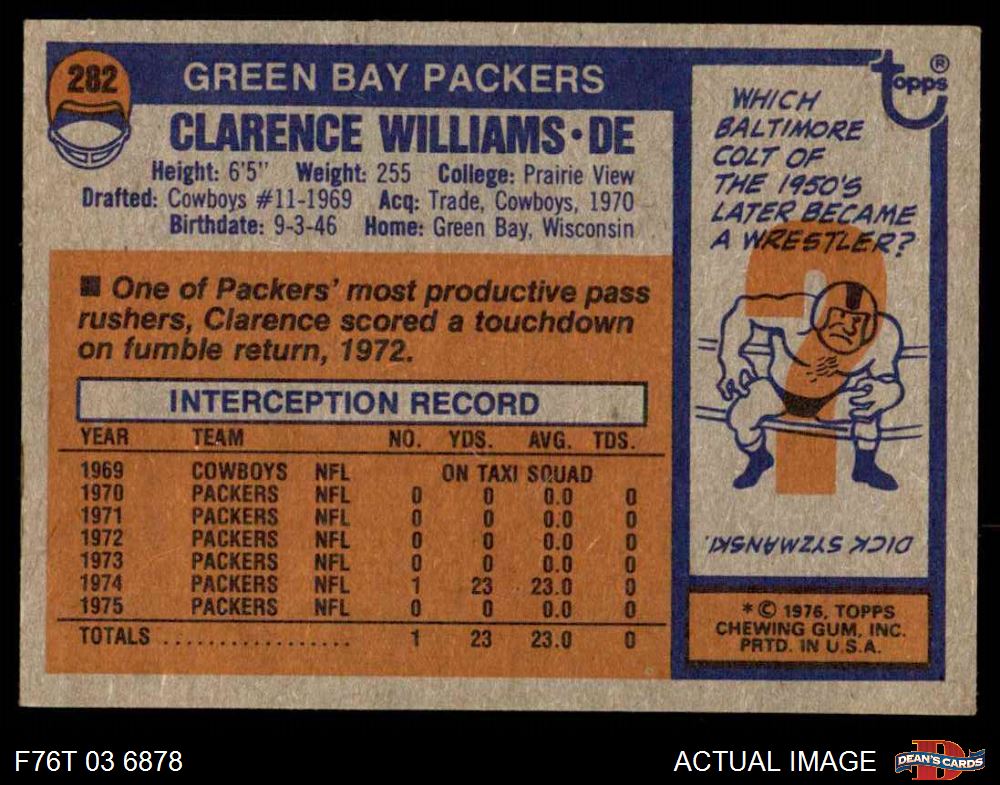 282
GREEN BAY PACKERS
CLARENCE WILLIAMS•DE
Height: 6'5" Weight: 255 College: Prairie View
Drafted: Cowboys #11-1969 Acq: Trade, Cowboys, 1970
Birthdate: 9-3-46 Home: Green Bay, Wisconsin
■ One of Packers' most productive pass
rushers, Clarence scored a touchdown
on fumble return, 1972.
INTERCEPTION RECORD
YEAR TEAM NO. YDS. AVG. TDS.
1969 COWBOYS NFL ON TAXI SQUAD
1970 PACKERS NFL 0 0 0.0 0
1971 PACKERS NFL 0 0 0.0 0
1972 PACKERS NFL 0 0 0.0 0
1973 PACKERS NFL 0 0 0.0 0
1974 PACKERS NFL 1 23 23.0 0
1975 PACKERS NFL 0 0 0.0 0
TOTALS .................. 1 23 23.0 0
topps ®
WHICH
BALTIMORE
COLT OF
THE 1950'S
LATER BECAME
A WRESTLER?
?
DICK SYZMANSKI.
* © 1976, TOPPS
CHEWING GUM, INC.
PRTD. IN U.S.A.
F76T 03 6878
ACTUAL IMAGE
D
DEAN'S CARDS